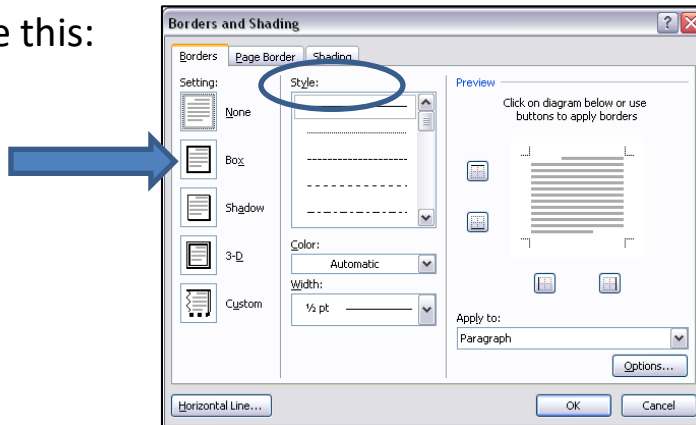 e this:
Borders and Shading
Borders Page Border Shading
Setting:
None
Box
Shadow
3-D
Custom
Style:
Color:
Automatic
Width:
½ pt
Preview
Click on diagram below or use
buttons to apply borders
Apply to:
Paragraph
Options...
Horizontal Line...
OK Cancel